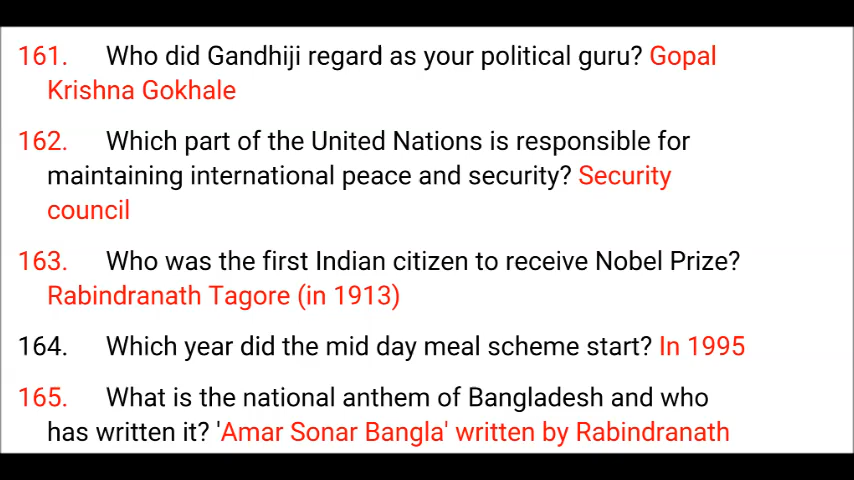 161. Who did Gandhiji regard as your political guru? Gopal
Krishna Gokhale
162. Which part of the United Nations is responsible for
maintaining international peace and security? Security
council
163. Who was the first Indian citizen to receive Nobel Prize?
Rabindranath Tagore (in 1913)
164. Which year did the mid day meal scheme start? In 1995
165. What is the national anthem of Bangladesh and who
has written it? 'Amar Sonar Bangla' written by Rabindranath